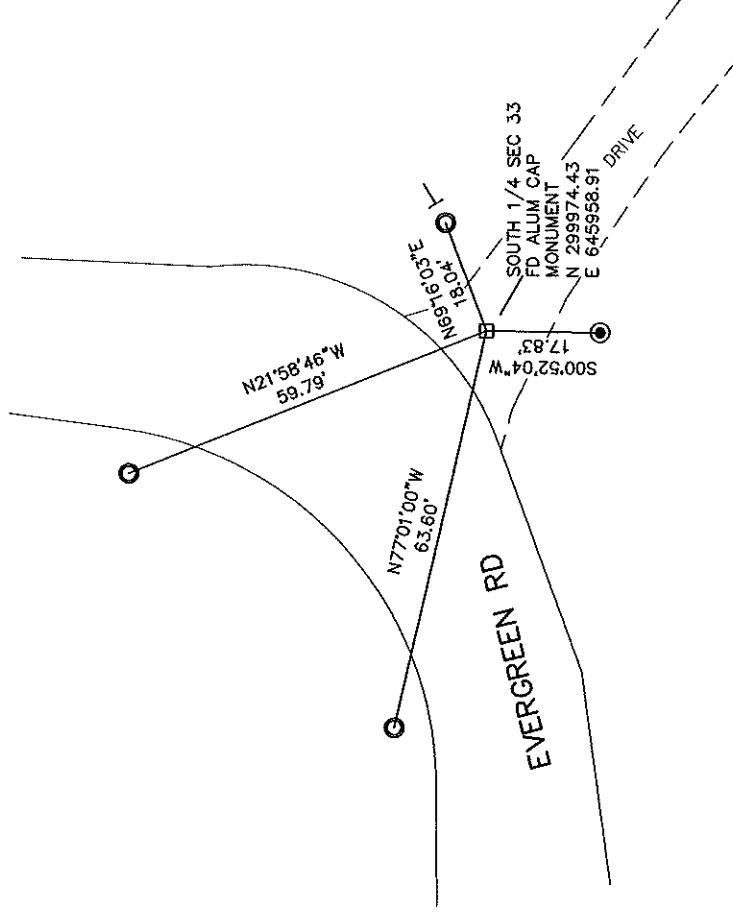 N21°58'46"W
59.79'
N69°16'03"E
18.04'
SOUTH 1/4 SEC 33
FD ALUM CAP
MONUMENT
N 299974.43
E 645958.91
DRIVE
S00°52'04"W
17.83'
N77°01'00"W
63.60'
EVERGREEN RD